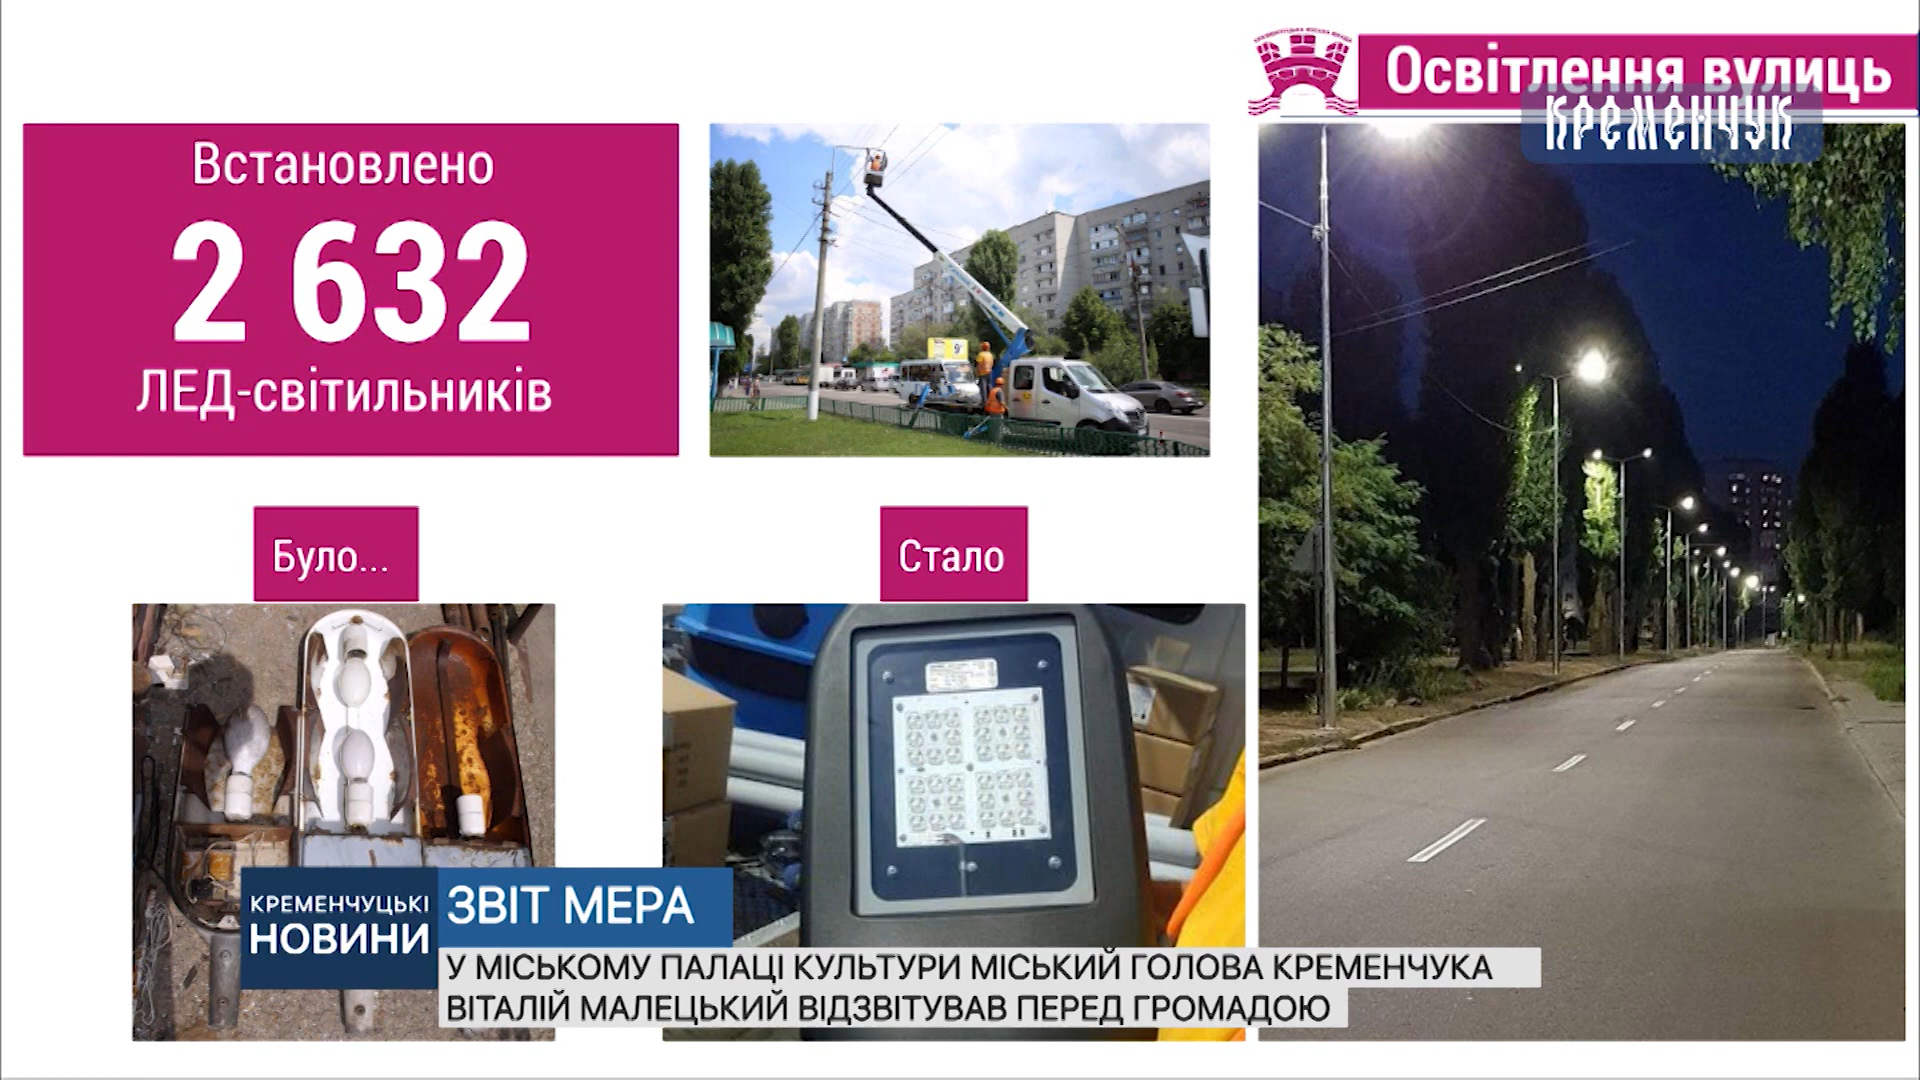 Освітлення вулиць
КРЕМЕНЧУК
Встановлено
2 632
ЛЕД-світильників
Було...
Стало
КРЕМЕНЧУЦЬКІ
НОВИНИ
ЗВІТ МЕРА
У МІСЬКОМУ ПАЛАЦІ КУЛЬТУРИ МІСЬКИЙ ГОЛОВА КРЕМЕНЧУКА
ВІТАЛІЙ МАЛЕЦЬКИЙ ВІДЗВІТУВАВ ПЕРЕД ГРОМАДОЮ